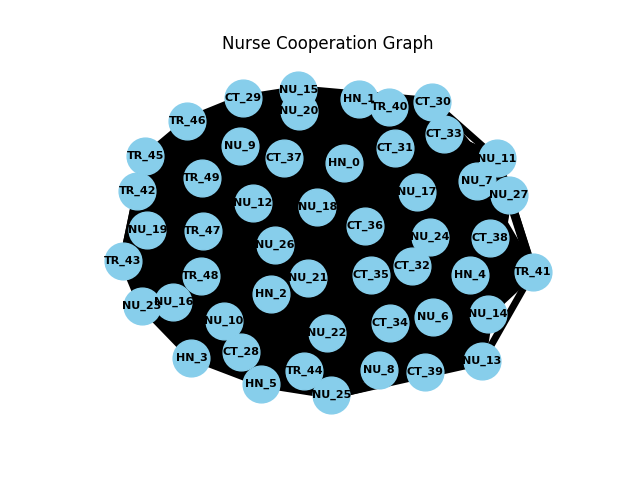 Nurse Cooperation Graph
NU_15
CT_29
HN_1
CT_30
TR_40
NU_20
TR_46
CT_33
NU_9
CT_31
TR_45
CT_37
NU_11
HN_0
TR_49
NU_7
TR_42
NU_17
NU_27
NU_12
NU_18
CT_36
NU_19
TR_47
NU_24
CT_38
NU_26
TR_43
CT_32
TR_41
TR_48
NU_21
CT_35
HN_4
HN_2
NU_16
NU_23
NU_14
NU_6
NU_10
CT_34
NU_22
CT_28
HN_3
NU_13
TR_44
NU_8
CT_39
HN_5
NU_25